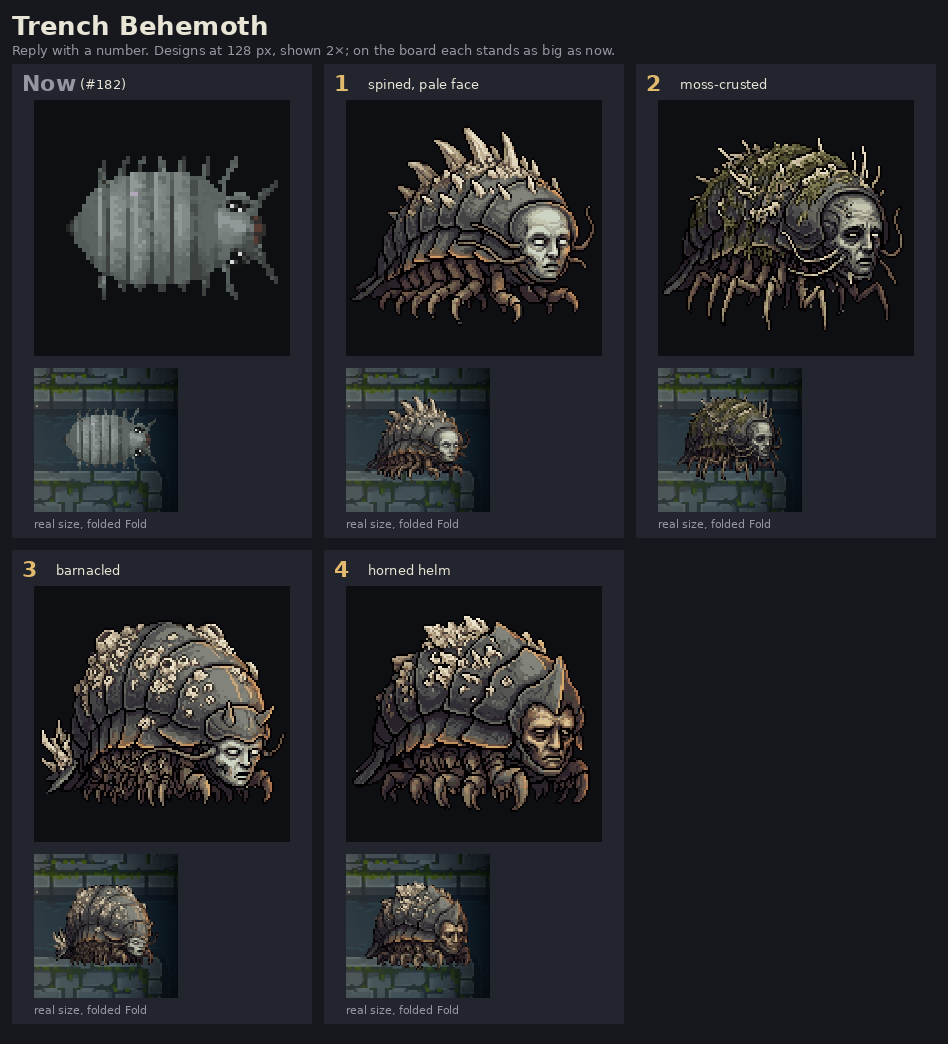 Trench Behemoth
Reply with a number. Designs at 128 px, shown 2×; on the board each stands as big as now.
Now (#182)
real size, folded Fold
1 spined, pale face
real size, folded Fold
2 moss-crusted
real size, folded Fold
3 barnacled
real size, folded Fold
4 horned helm
real size, folded Fold